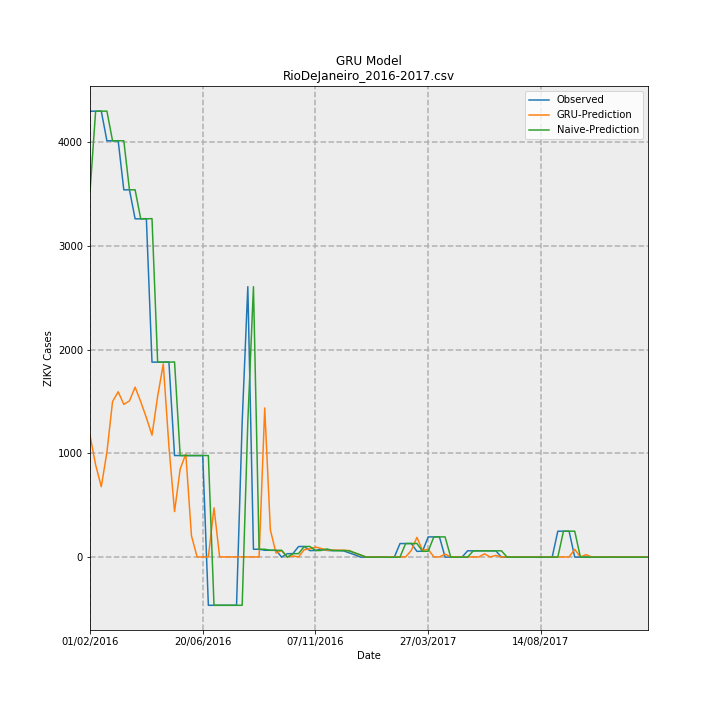 GRU Model
RioDeJaneiro_2016-2017.csv
Observed
GRU-Prediction
Naive-Prediction
ZIKV Cases
4000
3000
2000
1000
0
01/02/2016
20/06/2016
07/11/2016
27/03/2017
14/08/2017
Date